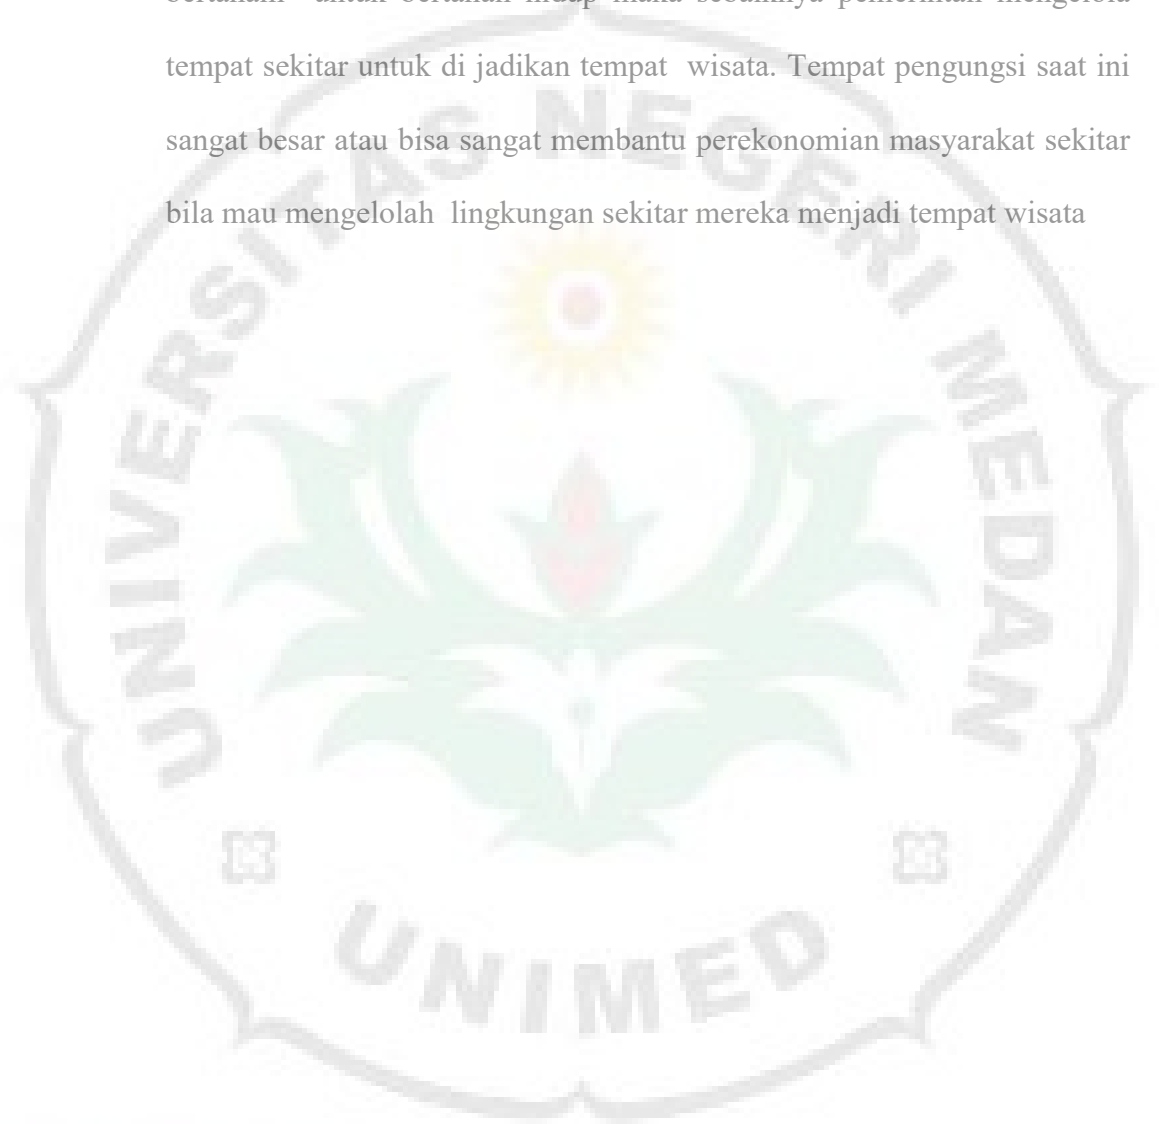 tempat sekitar untuk di jadikan tempat  wisata. Tempat pengungsi saat ini
sangat besar atau bisa sangat membantu perekonomian masyarakat sekitar
bila mau mengelolah  lingkungan sekitar mereka menjadi tempat wisata
UNIVERSITAS NEGERI MEDAN
UNIMED